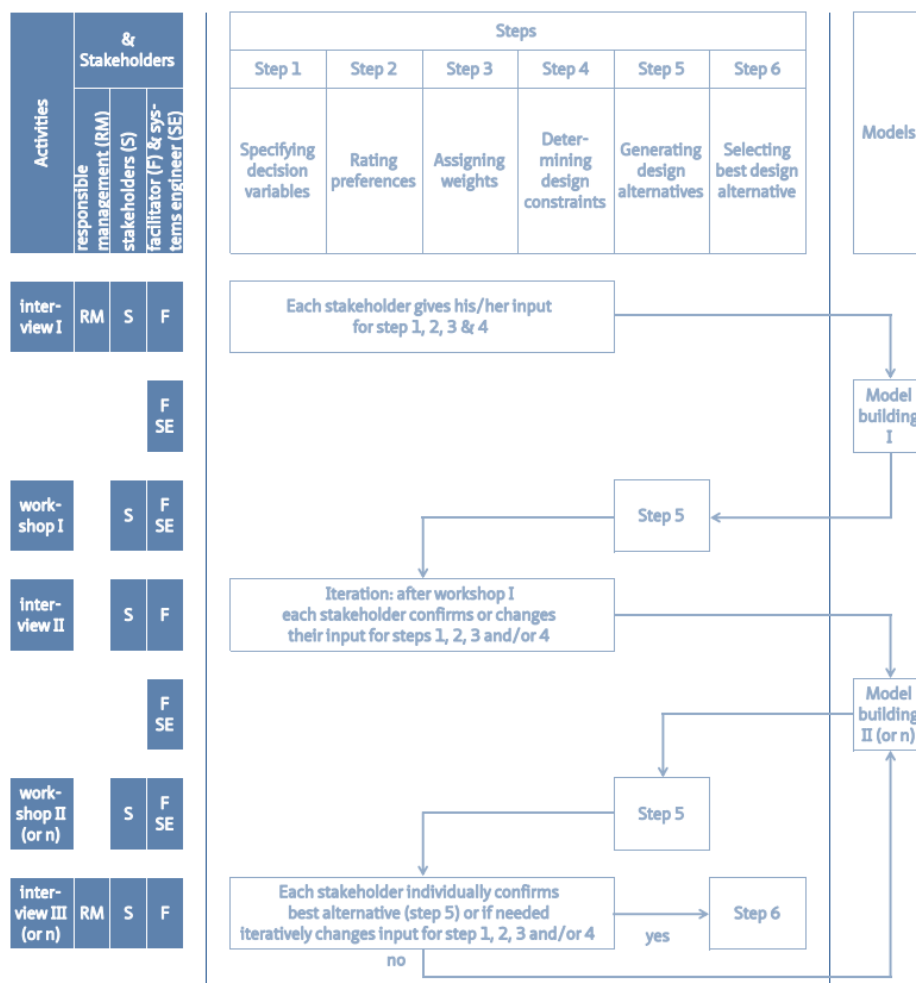 Activities
&
Stakeholders
responsible
management (RM)
stakeholders (S)
facilitator (F) & sys-
tems engineer (SE)
Steps
Step 1
Step 2
Step 3
Step 4
Step 5
Step 6
Specifying
decision
variables
Rating
preferences
Assigning
weights
Deter-
mining
design
constraints
Generating
design
alternatives
Selecting
best design
alternative
Models
inter-
view I
RM
S
F
Each stakeholder gives his/her input
for step 1, 2, 3 & 4
F
SE
Model
building
I
work-
shop I
S
F
SE
Step 5
inter-
view II
S
F
Iteration: after workshop I
each stakeholder confirms or changes
their input for steps 1, 2, 3 and/or 4
F
SE
Model
building
II (or n)
work-
shop II
(or n)
S
F
SE
Step 5
inter-
view III
(or n)
RM
S
F
Each stakeholder individually confirms
best alternative (step 5) or if needed
iteratively changes input for step 1, 2, 3 and/or 4
yes
Step 6
no